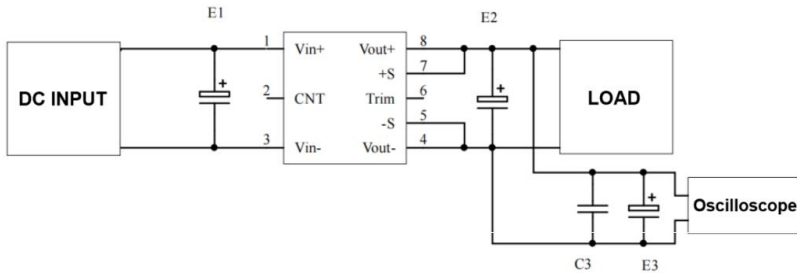 E1
E2
DC INPUT
1
Vin+
Vout+
8
+S
7
2
CNT
Trim
6
-S
5
3
Vin-
Vout-
4
+
+
LOAD
+
Oscilloscope
C3
E3